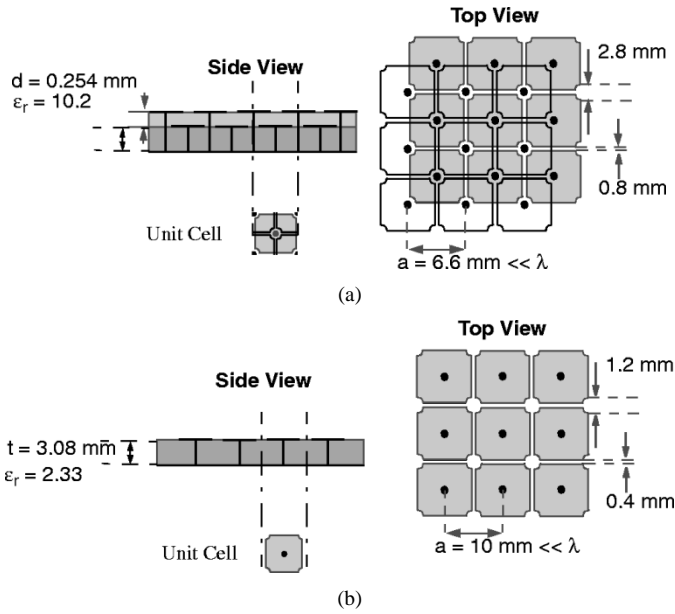 Top View
2.8 mm
Side View
d = 0.254 mm
εr = 10.2
0.8 mm
Unit Cell
a = 6.6 mm << λ
(a)
Top View
1.2 mm
Side View
t = 3.08 mm
εr = 2.33
0.4 mm
Unit Cell
a = 10 mm << λ
(b)